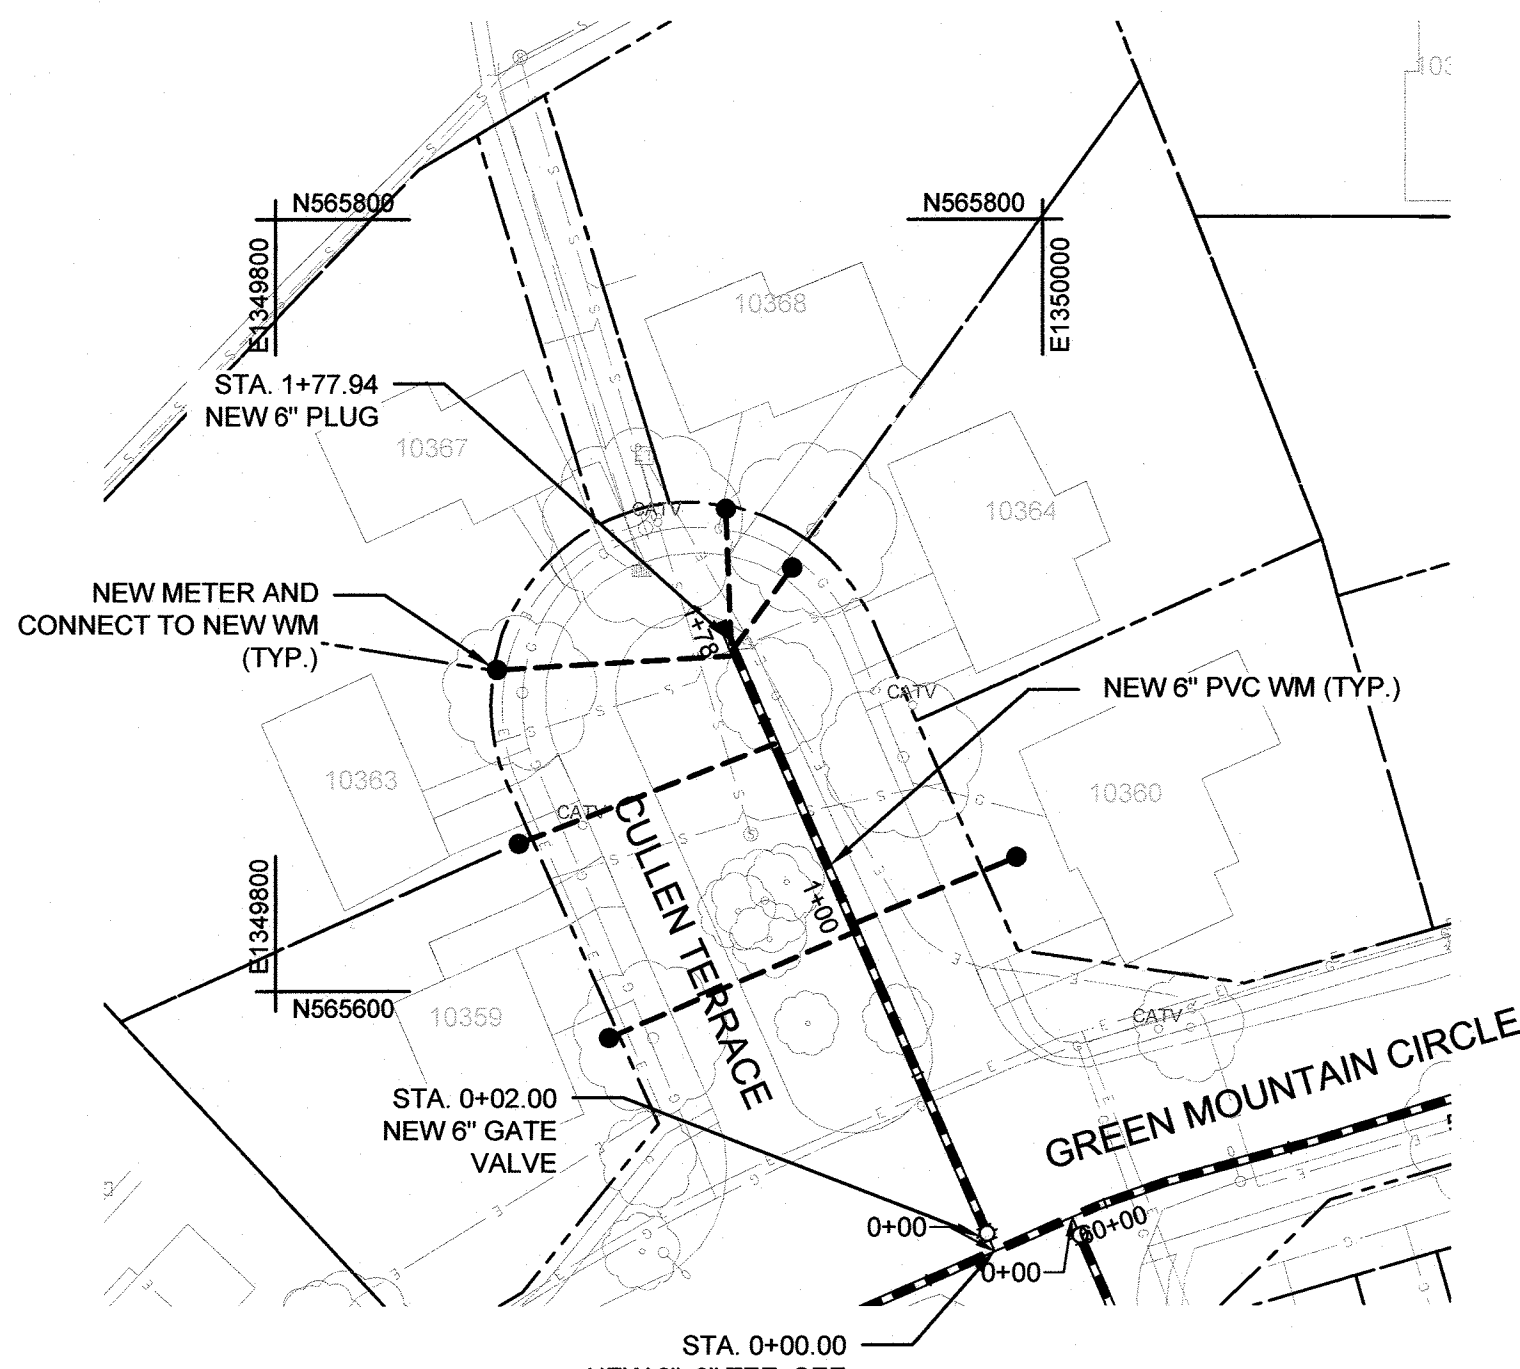 103
N565800
E1349800
N565800
E1350000
10368
STA. 1+77.94
NEW 6" PLUG
10367
ET
CATV
10364
NEW METER AND
CONNECT TO NEW WM
(TYP.)
1+78
CATV
NEW 6" PVC WM (TYP.)
10363
CATV
10360
CULLEN TERRACE
1+00
E1349800
N565600
10359
CATV
GREEN MOUNTAIN CIRCLE
STA. 0+02.00
NEW 6" GATE
VALVE
0+00
60+00
0+00
STA. 0+00.00